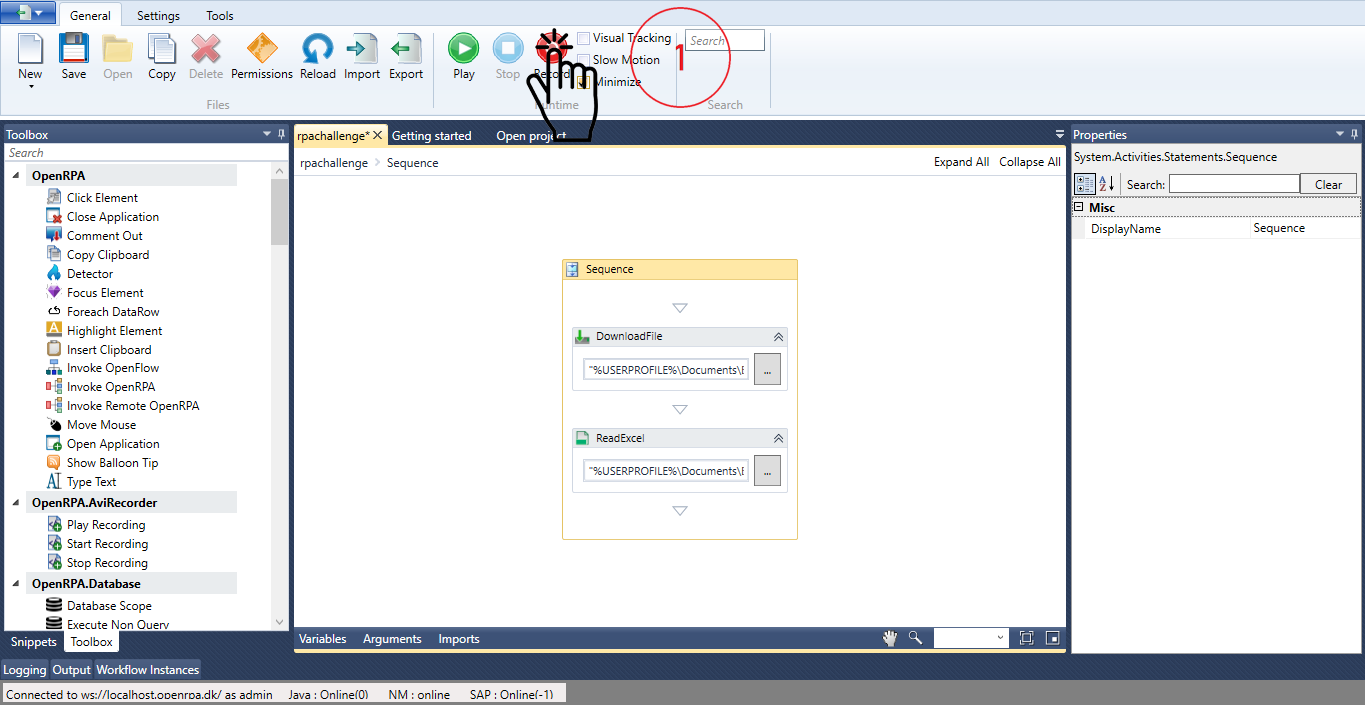 General Settings Tools
New Save Open Copy Delete Permissions Reload Import Export Play Stop Record
Visual Tracking
Slow Motion
Minimize
Search
1
Files Runtime Search
Toolbox
Search
OpenRPA
Click Element
Close Application
Comment Out
Copy Clipboard
Detector
Focus Element
Foreach DataRow
Highlight Element
Insert Clipboard
Invoke OpenFlow
Invoke OpenRPA
Invoke Remote OpenRPA
Move Mouse
Open Application
Show Balloon Tip
Type Text
OpenRPA.AviRecorder
Play Recording
Start Recording
Stop Recording
OpenRPA.Database
Database Scope
Execute Non Query
Snippets Toolbox
rpachallenge* Getting started Open project
rpachallenge > Sequence Expand All Collapse All
Sequence
DownloadFile
"%USERPROFILE%\Documents\E ...
ReadExcel
"%USERPROFILE%\Documents\E ...
Variables Arguments Imports
Properties
System.Activities.Statements.Sequence
Search: Clear
Misc
DisplayName Sequence
Logging Output Workflow Instances
Connected to ws://localhost.openrpa.dk/ as admin Java : Online(0) NM : online SAP : Online(-1)